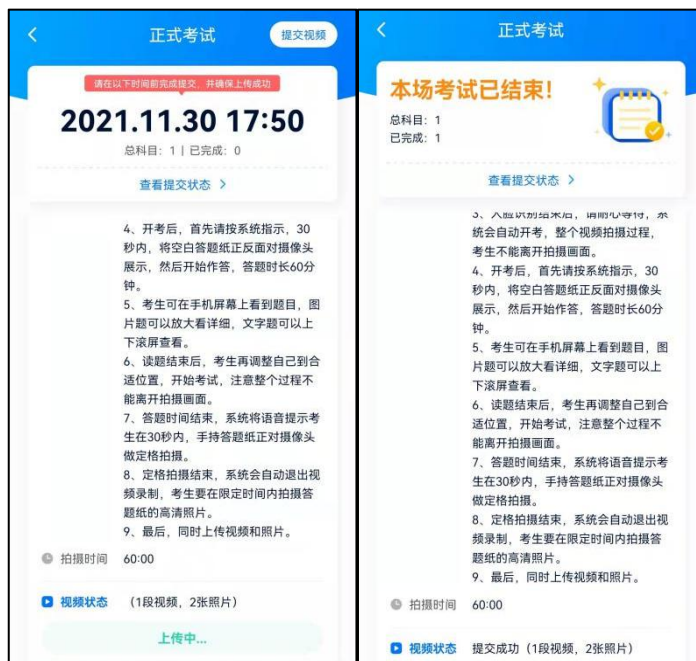 正式考试
提交视频
请在以下时间前完成提交，并确保上传成功
2021.11.30 17:50
总科目：1 | 已完成：0
查看提交状态
4、开考后，首先请按系统指示，30
秒内，将空白答题纸正反面对摄像头
展示，然后开始作答，答题时长60分
钟。
5、考生可在手机屏幕上看到题目，图
片题可以放大看详细，文字题可以上
下滚屏查看。
6、读题结束后，考生再调整自己到合
适位置，开始考试，注意整个过程不
能离开拍摄画面。
7、答题时间结束，系统将语音提示考
生在30秒内，手持答题纸正对摄像头
做定格拍摄。
8、定格拍摄结束，系统会自动退出视
频录制，考生要在限定时间内拍摄答
题纸的高清照片。
9、最后，同时上传视频和照片。
拍摄时间 60:00
视频状态 （1段视频，2张照片）
上传中...
正式考试
本场考试已结束！
总科目：1
已完成：1
查看提交状态
3、人脸识别结束后，请耐心等待，系
统会自动开考，整个视频拍摄过程，
考生不能离开拍摄画面。
4、开考后，首先请按系统指示，30
秒内，将空白答题纸正反面对摄像头
展示，然后开始作答，答题时长60分
钟。
5、考生可在手机屏幕上看到题目，图
片题可以放大看详细，文字题可以上
下滚屏查看。
6、读题结束后，考生再调整自己到合
适位置，开始考试，注意整个过程不
能离开拍摄画面。
7、答题时间结束，系统将语音提示考
生在30秒内，手持答题纸正对摄像头
做定格拍摄。
8、定格拍摄结束，系统会自动退出视
频录制，考生要在限定时间内拍摄答
题纸的高清照片。
9、最后，同时上传视频和照片。
拍摄时间 60:00
视频状态 提交成功（1段视频，2张照片）